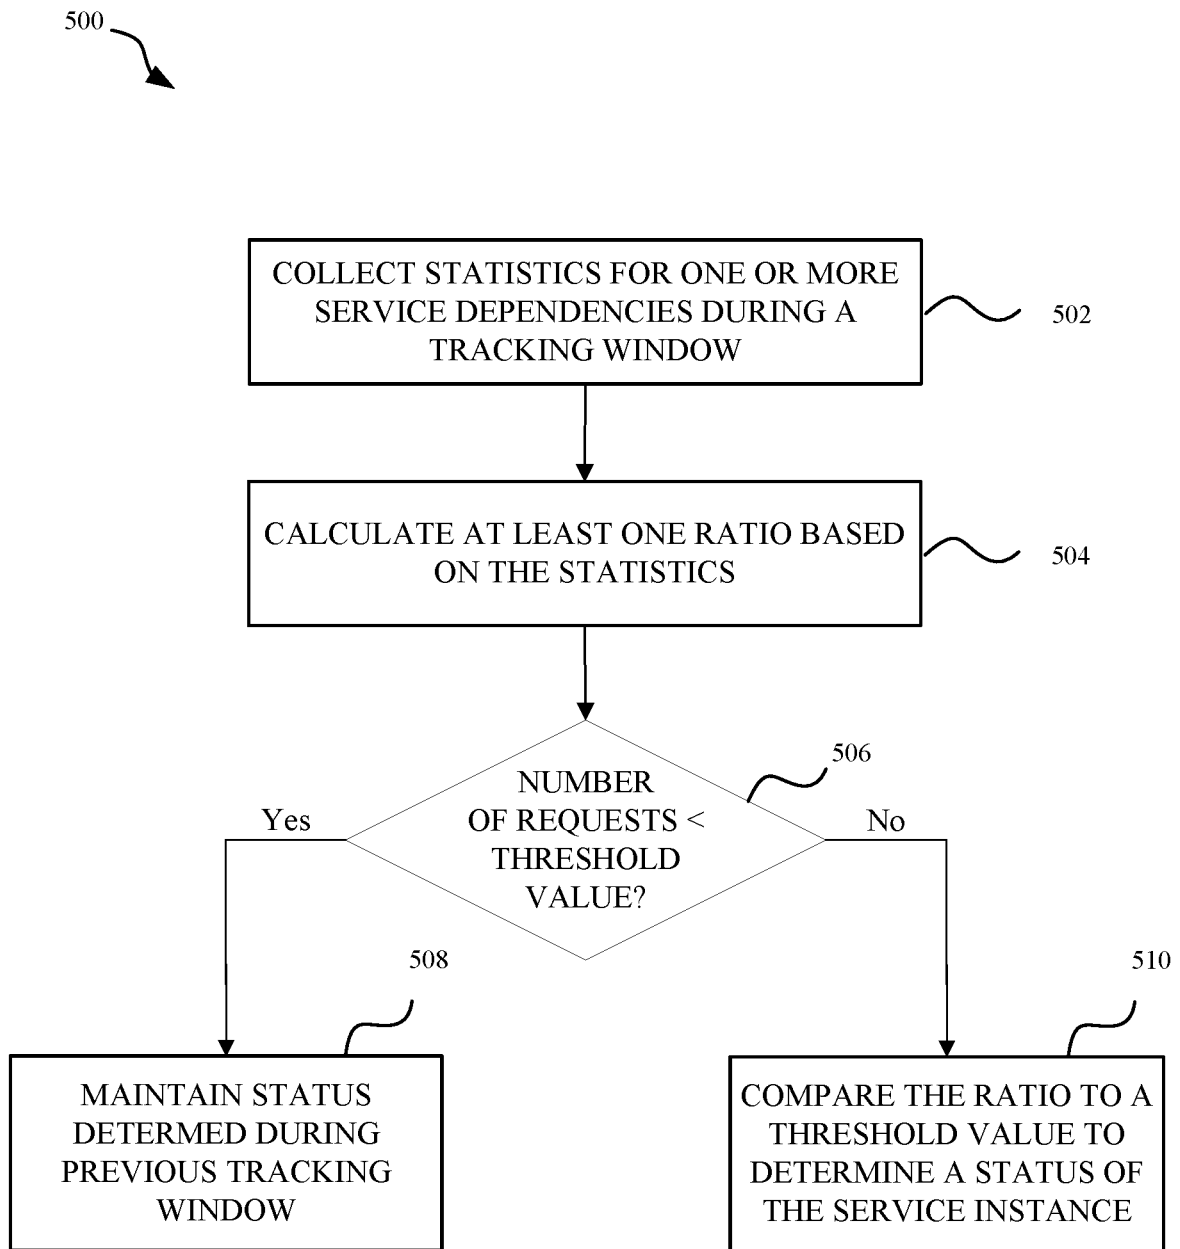 500
COLLECT STATISTICS FOR ONE OR MORE
SERVICE DEPENDENCIES DURING A
TRACKING WINDOW
502
CALCULATE AT LEAST ONE RATIO BASED
ON THE STATISTICS
504
506
NUMBER
OF REQUESTS <
THRESHOLD
VALUE?
Yes
No
508
MAINTAIN STATUS
DETERMED DURING
PREVIOUS TRACKING
WINDOW
510
COMPARE THE RATIO TO A
THRESHOLD VALUE TO
DETERMINE A STATUS OF
THE SERVICE INSTANCE